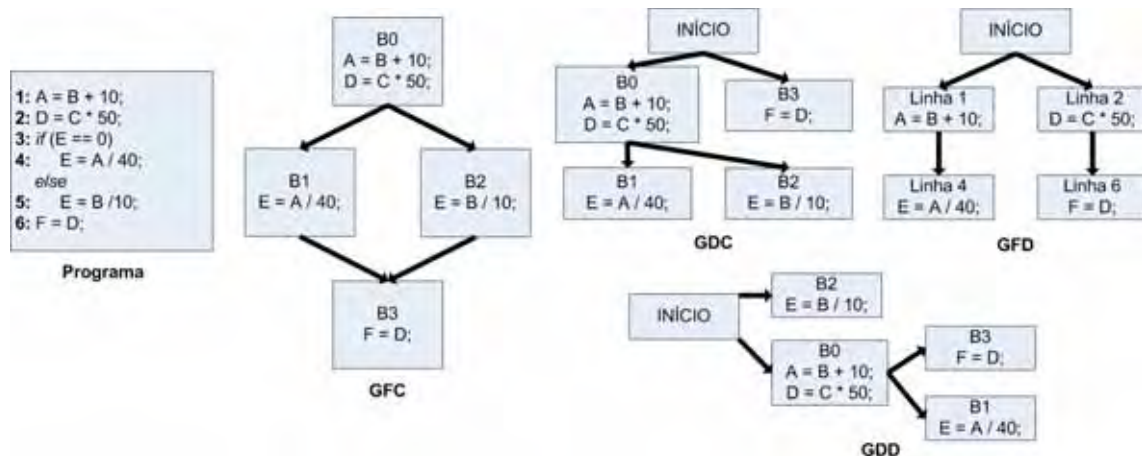 1: A = B + 10;
2: D = C * 50;
3: if (E == 0)
4: E = A / 40;
else
5: E = B /10;
6: F = D;
Programa
B0
A = B + 10;
D = C * 50;
B1
E = A / 40;
B2
E = B / 10;
B3
F = D;
GFC
INÍCIO
B0
A = B + 10;
D = C * 50;
B3
F = D;
B1
E = A / 40;
B2
E = B / 10;
GDC
INÍCIO
Linha 1
A = B + 10;
Linha 2
D = C * 50;
Linha 4
E = A / 40;
Linha 6
F = D;
GFD
INÍCIO
B2
E = B / 10;
B0
A = B + 10;
D = C * 50;
B3
F = D;
B1
E = A / 40;
GDD